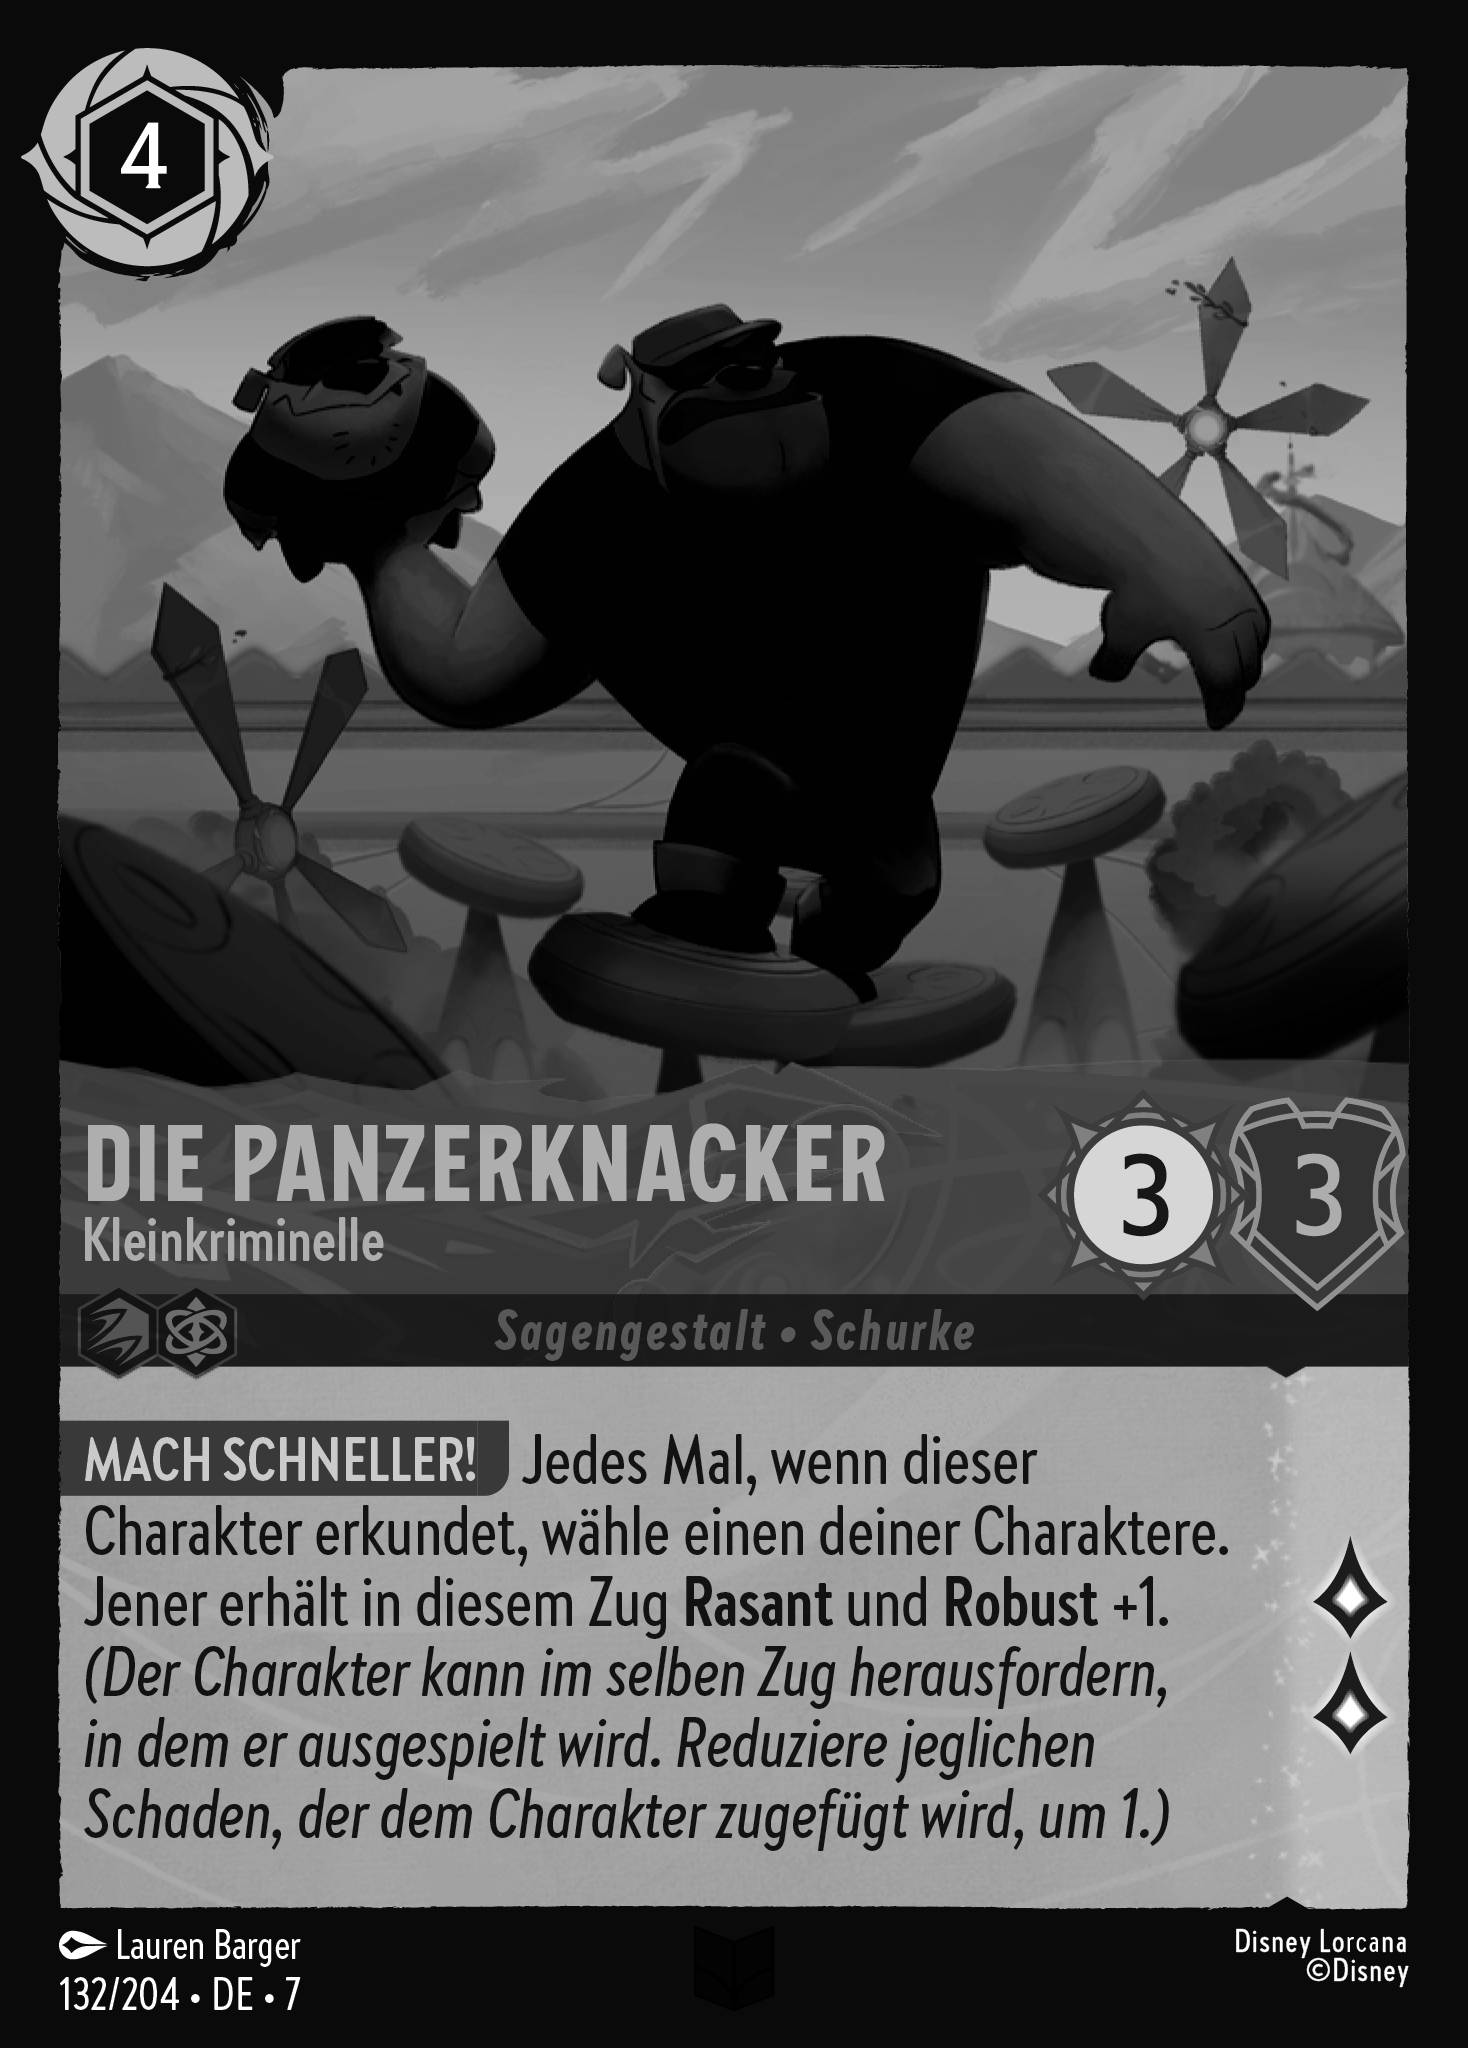 4
DIE PANZERKNACKER
Kleinkriminelle
3
3
Sagengestalt • Schurke
MACH SCHNELLER! Jedes Mal, wenn dieser
Charakter erkundet, wähle einen deiner Charaktere.
Jener erhält in diesem Zug Rasant und Robust +1.
(Der Charakter kann im selben Zug herausfordern,
in dem er ausgespielt wird. Reduziere jeglichen
Schaden, der dem Charakter zugefügt wird, um 1.)
Lauren Barger
132/204 • DE • 7
Disney Lorcana
©Disney